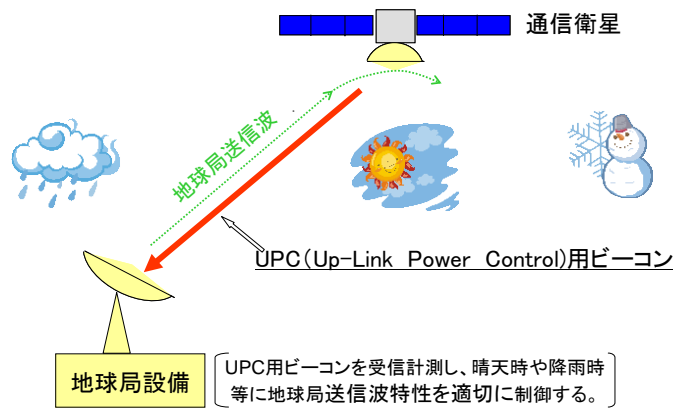 通信衛星
地球局送信波
UPC(Up-Link Power Control)用ビーコン
地球局設備
UPC用ビーコンを受信計測し、晴天時や降雨時
等に地球局送信波特性を適切に制御する。